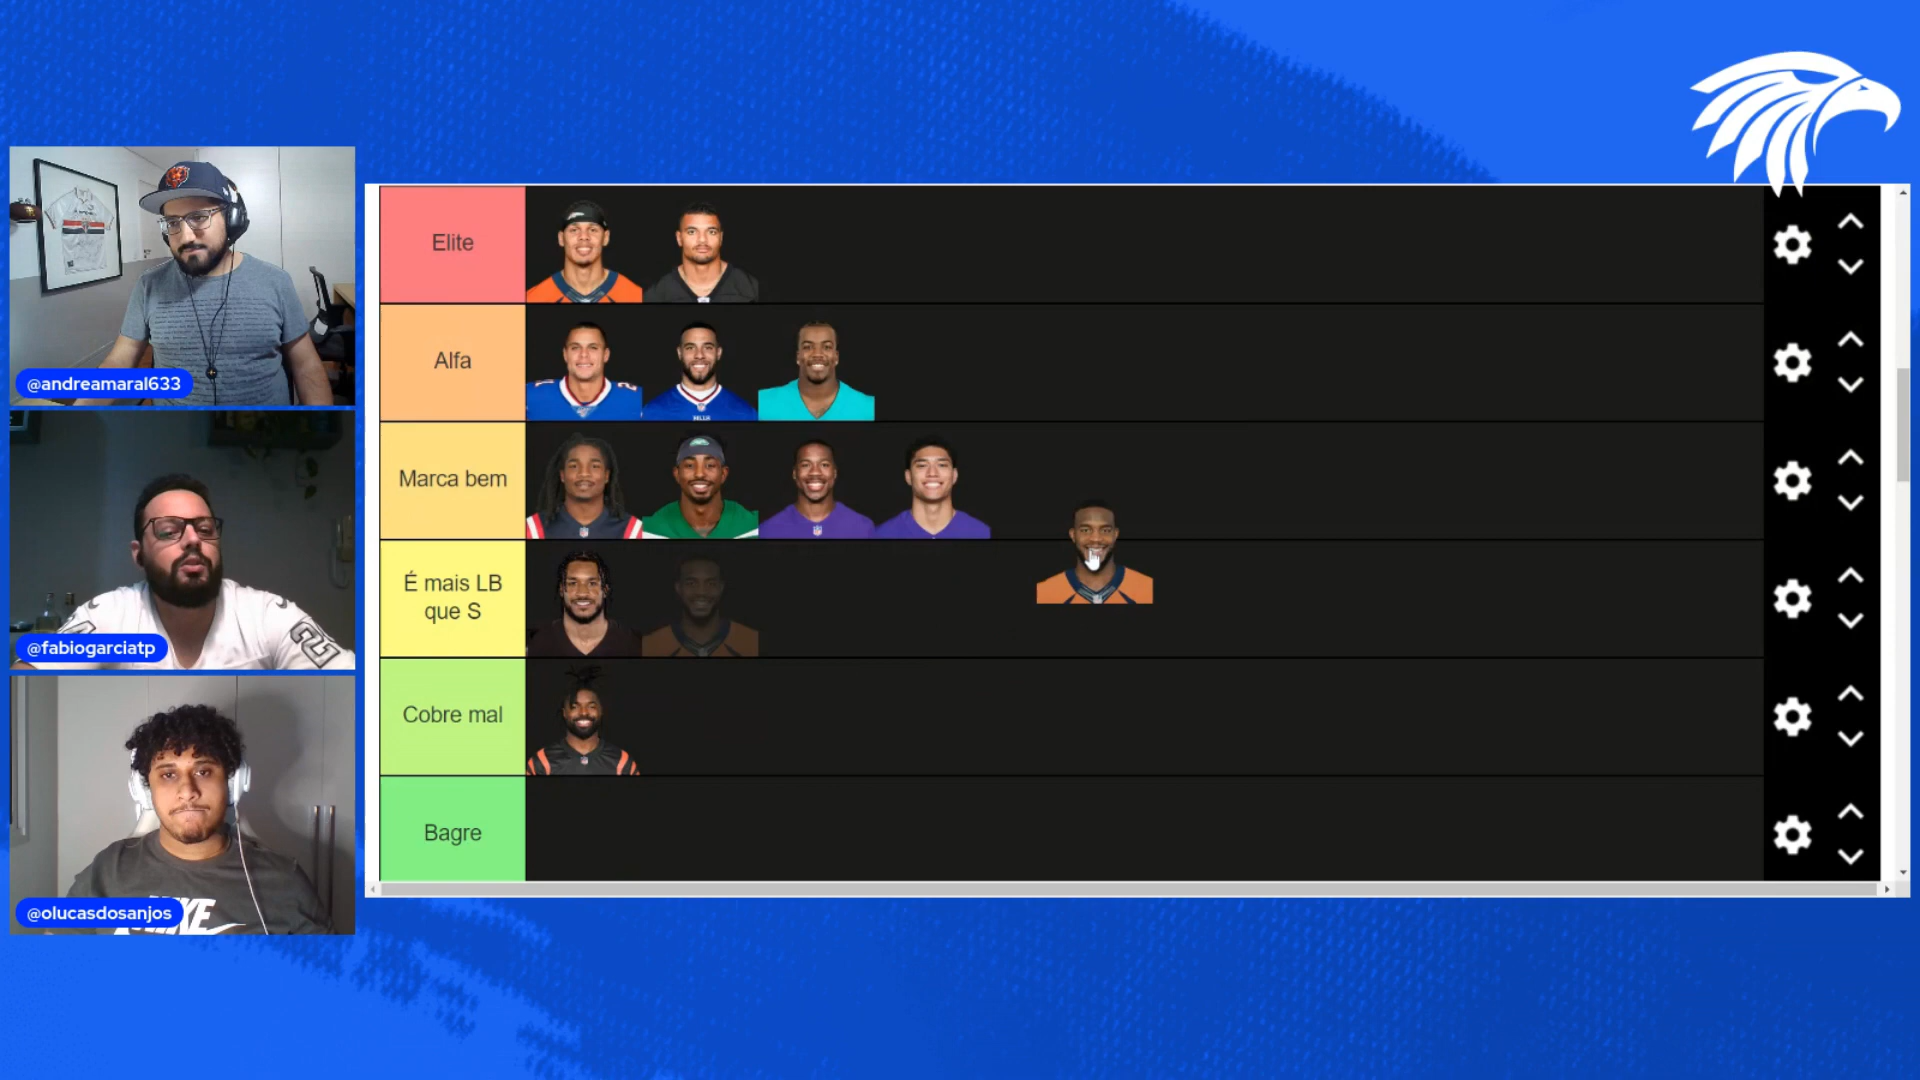 @andreamaral633
@fabiogarciatp
@olucasdosanjos
Elite
Alfa
Marca bem
É mais LB
que S
Cobre mal
Bagre